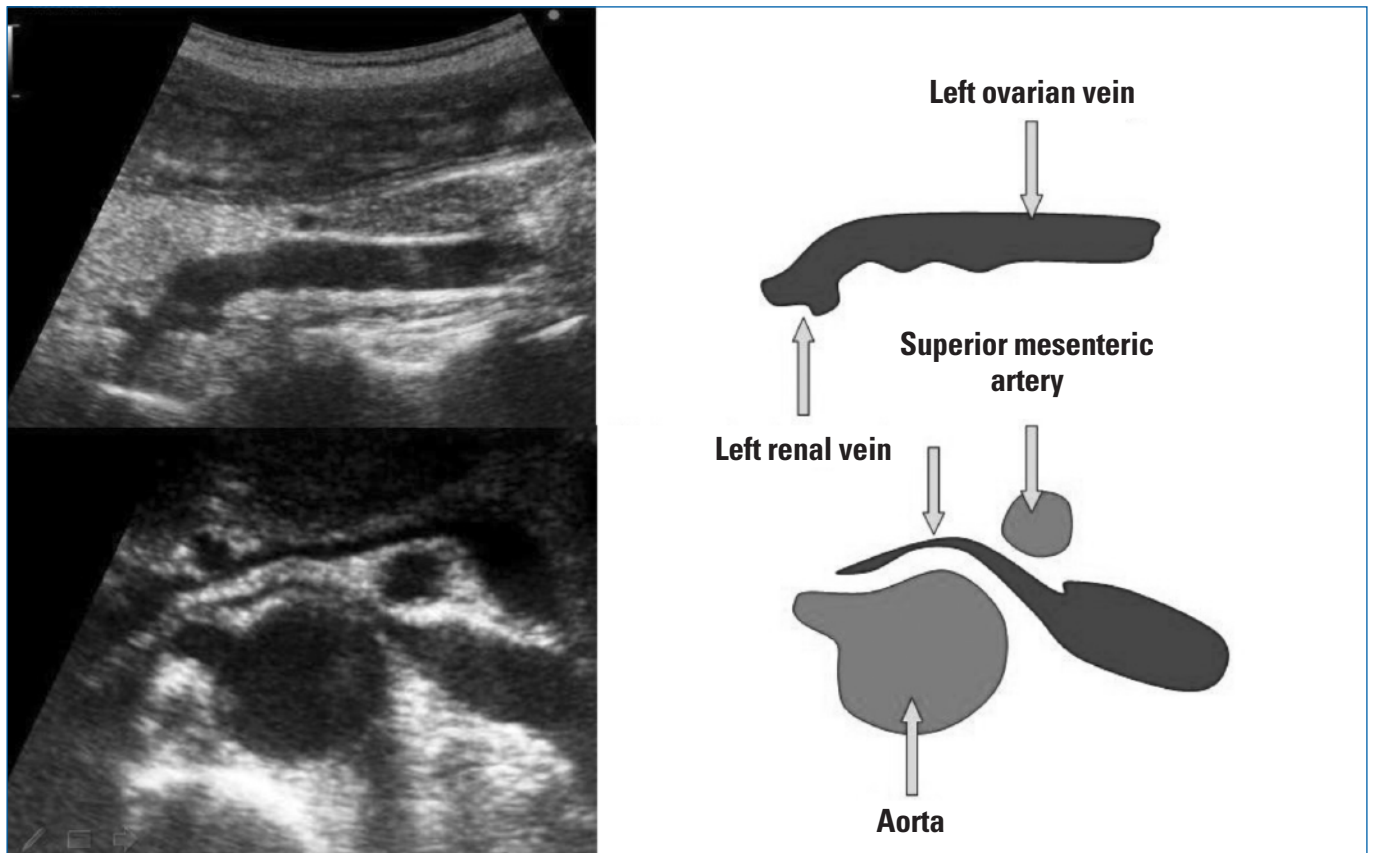 Left ovarian vein
Superior mesenteric
artery
Left renal vein
Aorta